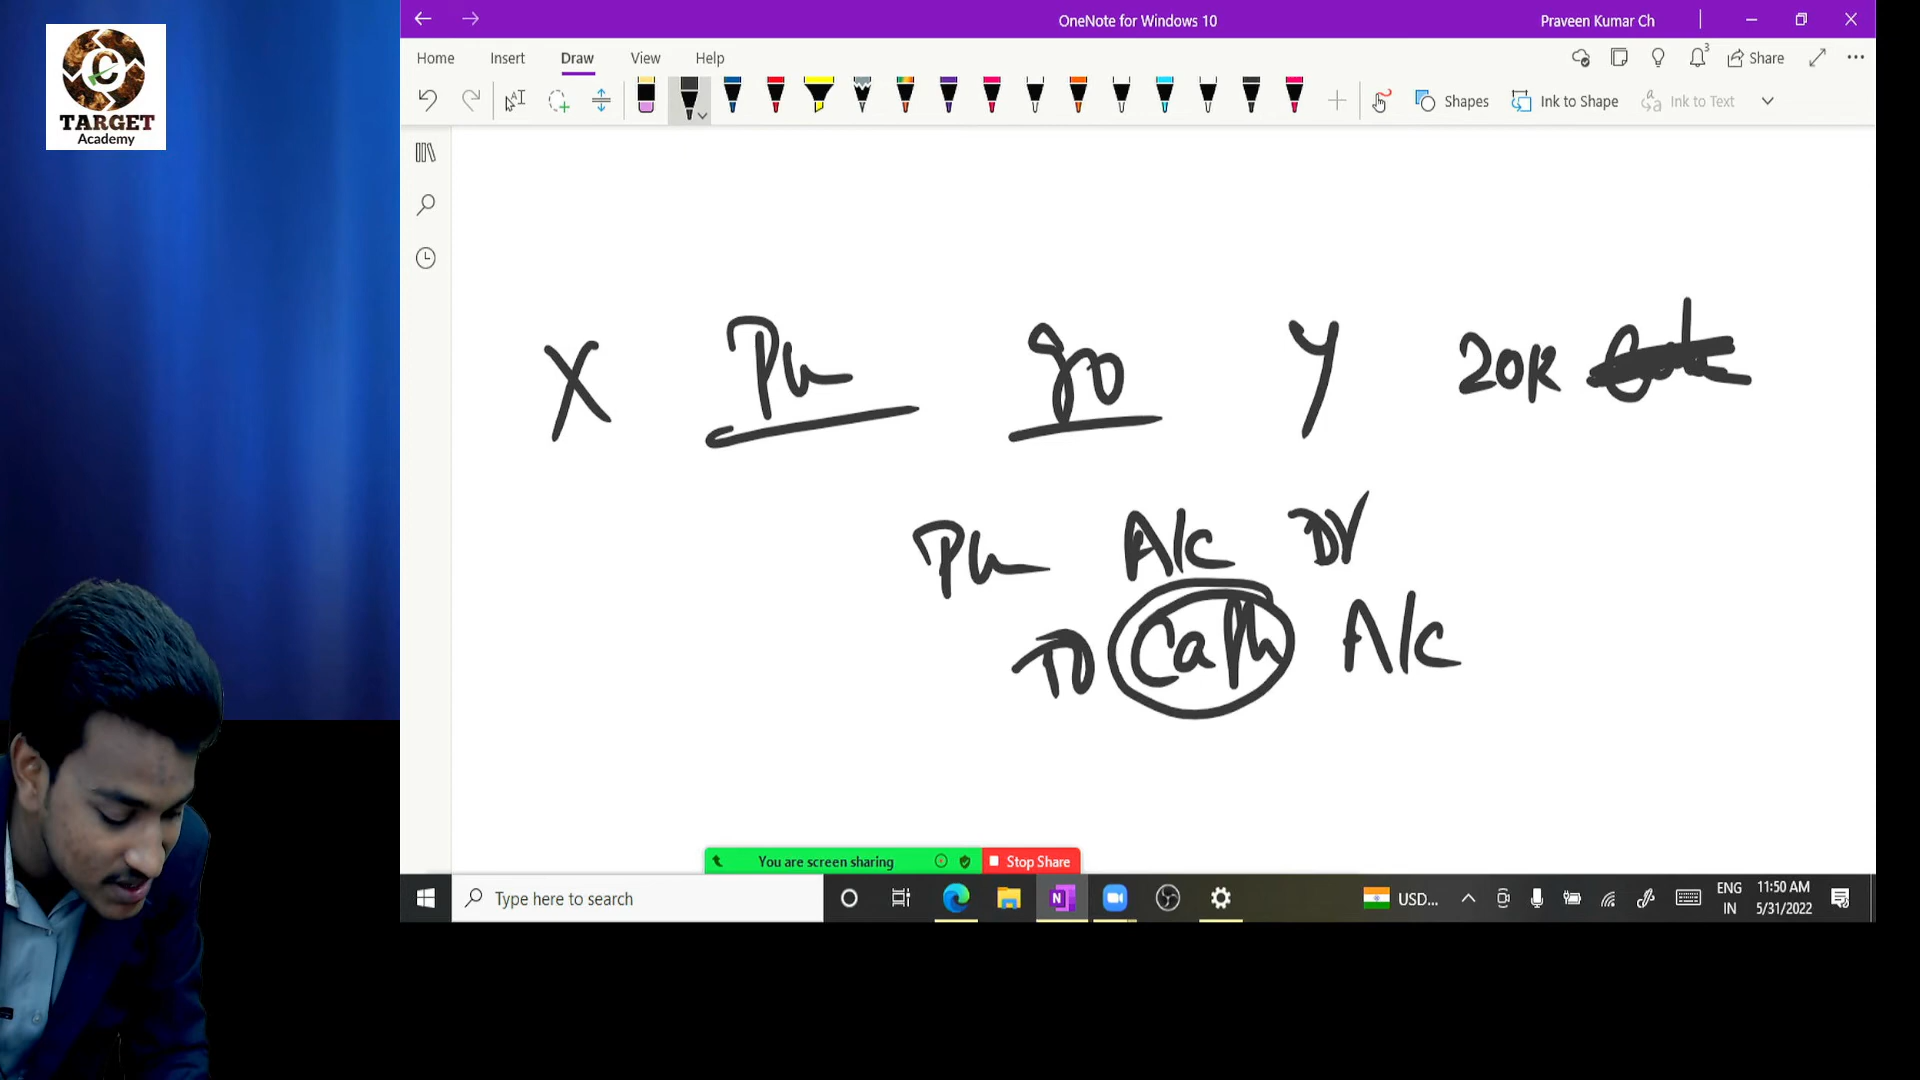 OneNote for Windows 10 Praveen Kumar Ch
TARGET
Academy
Home Insert Draw View Help 3 Share
Shapes Ink to Shape Ink to Text
X Pu go Y 20K
Pu A/c Dr
TO Cash A/c
You are screen sharing Stop Share
Type here to search USD... ENG 11:50 AM
IN 5/31/2022